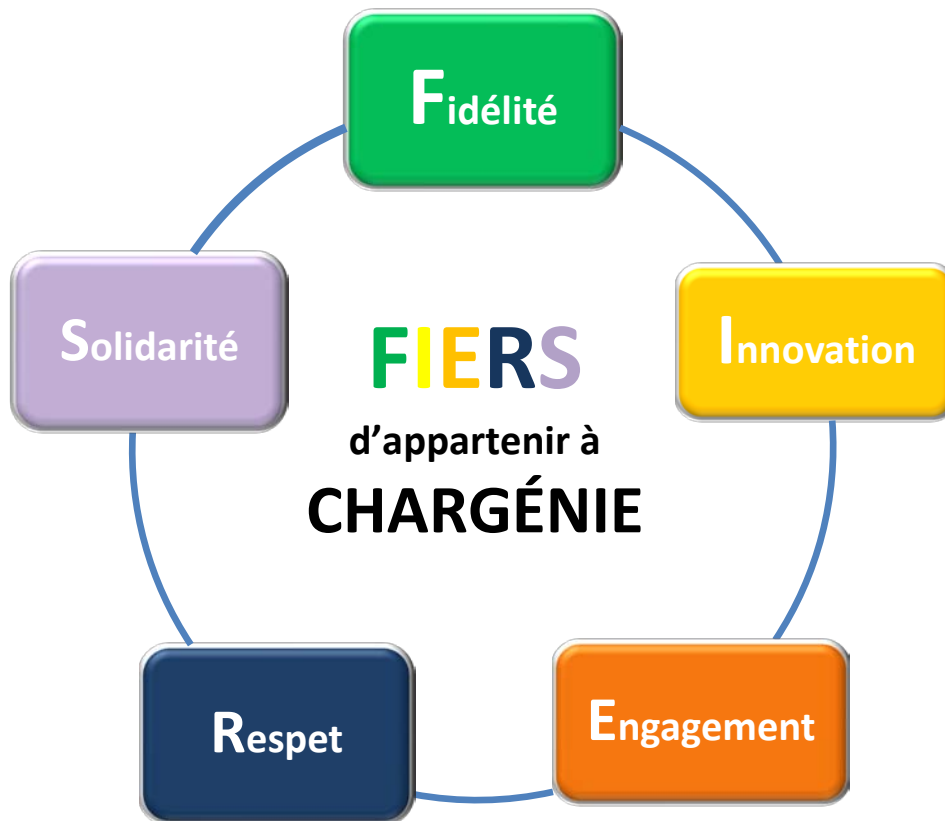 Fidélité
Innovation
Engagement
Respet
Solidarité
FIERS
d’appartenir à
CHARGÉNIE